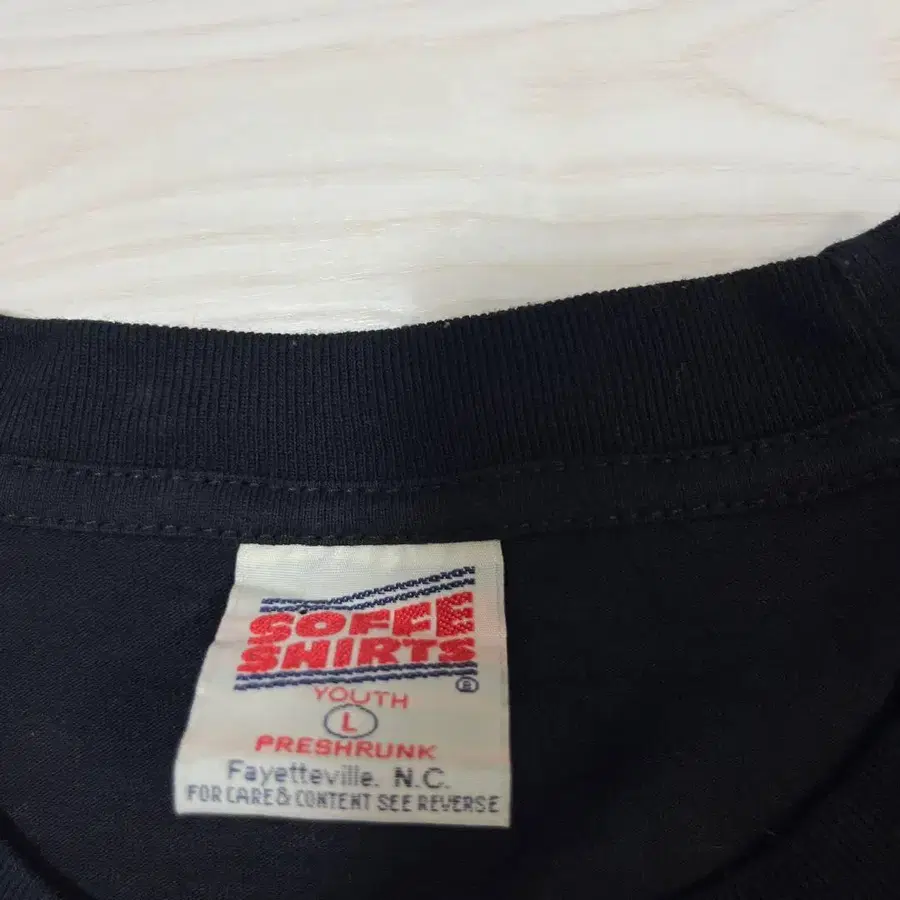 SOFFE
SHIRTS
®
YOUTH
L
PRESHRUNK
Fayetteville. N.C.
FOR CARE & CONTENT SEE REVERSE